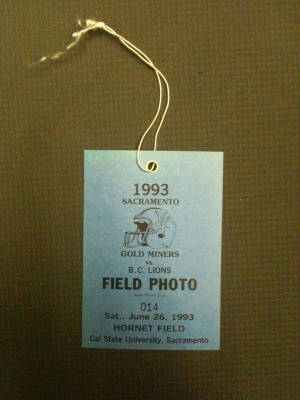 1993
SACRAMENTO
GOLD MINERS
vs.
B.C. LIONS
FIELD PHOTO
014
Sat., June 26, 1993
HORNET FIELD
Cal State University, Sacramento